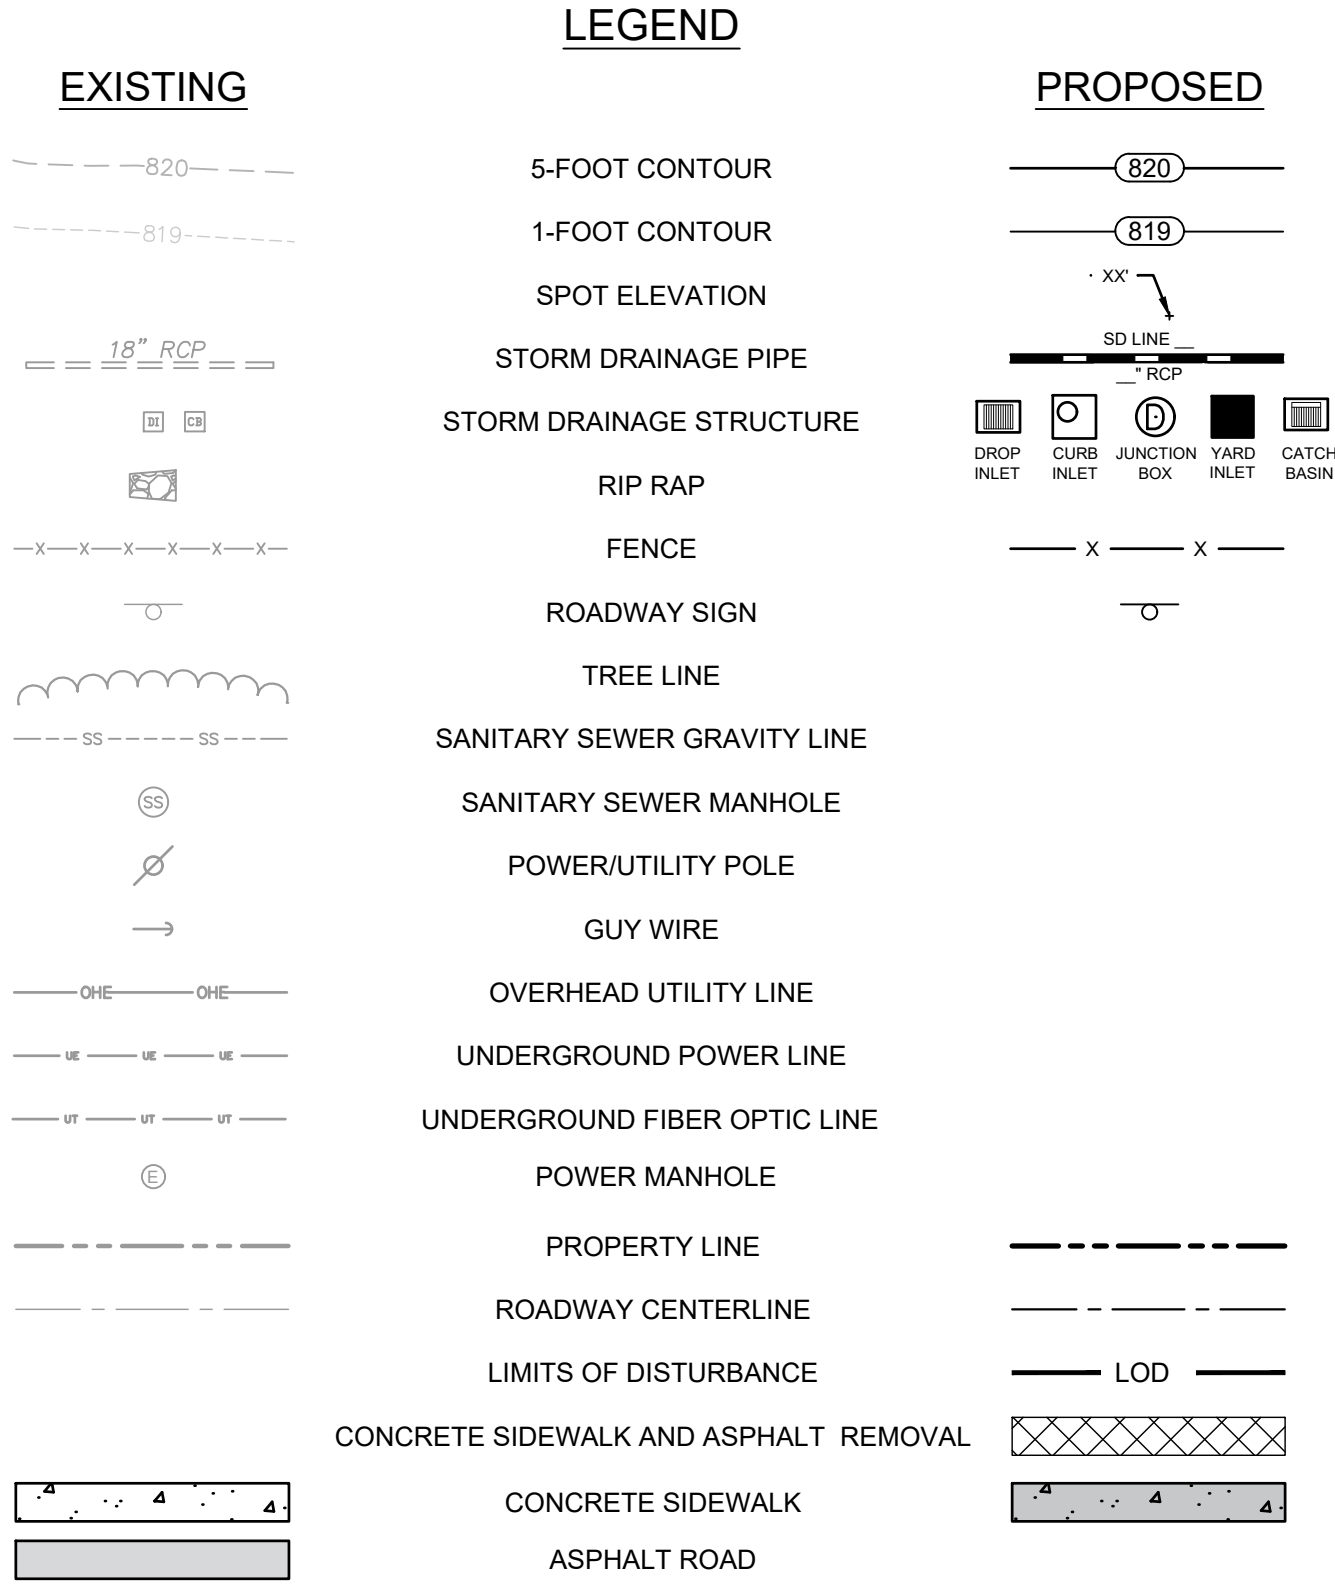 LEGEND
EXISTING
PROPOSED
820
5-FOOT CONTOUR
820
819
1-FOOT CONTOUR
819
SPOT ELEVATION
XX'
18" RCP
STORM DRAINAGE PIPE
SD LINE __
__" RCP
DI CB
STORM DRAINAGE STRUCTURE
D
DROP INLET
CURB INLET
JUNCTION BOX
YARD INLET
CATCH BASIN
RIP RAP
X X X X X X
FENCE
X X
ROADWAY SIGN
TREE LINE
SS SS
SANITARY SEWER GRAVITY LINE
SS
SANITARY SEWER MANHOLE
POWER/UTILITY POLE
GUY WIRE
OHE OHE
OVERHEAD UTILITY LINE
UE UE UE
UNDERGROUND POWER LINE
UT UT UT
UNDERGROUND FIBER OPTIC LINE
E
POWER MANHOLE
PROPERTY LINE
ROADWAY CENTERLINE
LIMITS OF DISTURBANCE
LOD
CONCRETE SIDEWALK AND ASPHALT REMOVAL
CONCRETE SIDEWALK
ASPHALT ROAD